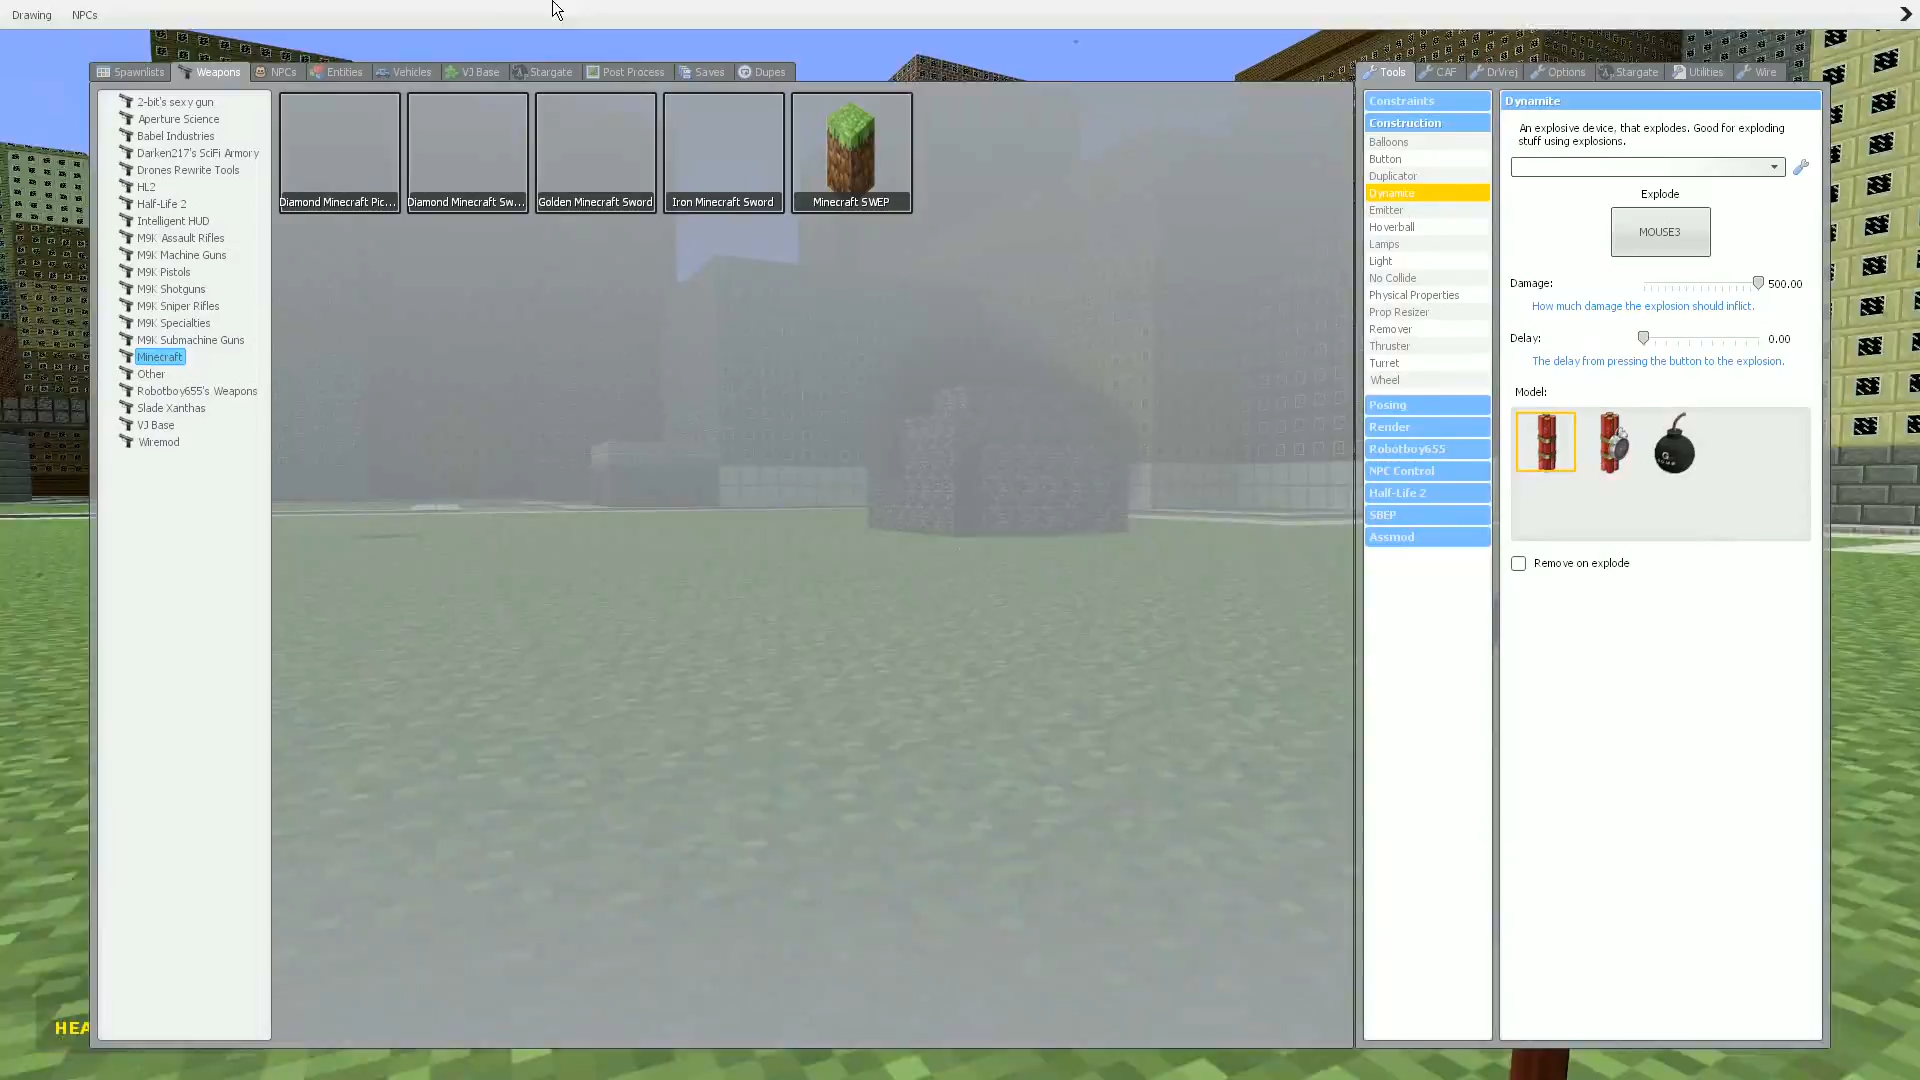 Drawing NPCs
Spawnlists Weapons NPCs Entities Vehicles VJ Base Stargate Post Process Saves Dupes
2-bit's sexy gun
Aperture Science
Babel Industries
Darken217's SciFi Armory
Drones Rewrite Tools
HL2
Half-Life 2
Intelligent HUD
M9K Assault Rifles
M9K Machine Guns
M9K Pistols
M9K Shotguns
M9K Sniper Rifles
M9K Specialties
M9K Submachine Guns
Minecraft
Other
Robotboy655's Weapons
Slade Xanthas
VJ Base
Wiremod
Diamond Minecraft Pic... Diamond Minecraft Sw... Golden Minecraft Sword Iron Minecraft Sword Minecraft SWEP
Tools CAF DrVrej Options Stargate Utilities Wire
Constraints
Construction
Balloons
Button
Duplicator
Dynamite
Emitter
Hoverball
Lamps
Light
No Collide
Physical Properties
Prop Resizer
Remover
Thruster
Turret
Wheel
Posing
Render
Robotboy655
NPC Control
Half-Life 2
SBEP
Assmod
Dynamite
An explosive device, that explodes. Good for exploding
stuff using explosions.
Explode
MOUSE3
Damage: 500.00
How much damage the explosion should inflict.
Delay: 0.00
The delay from pressing the button to the explosion.
Model:
Remove on explode
HEA